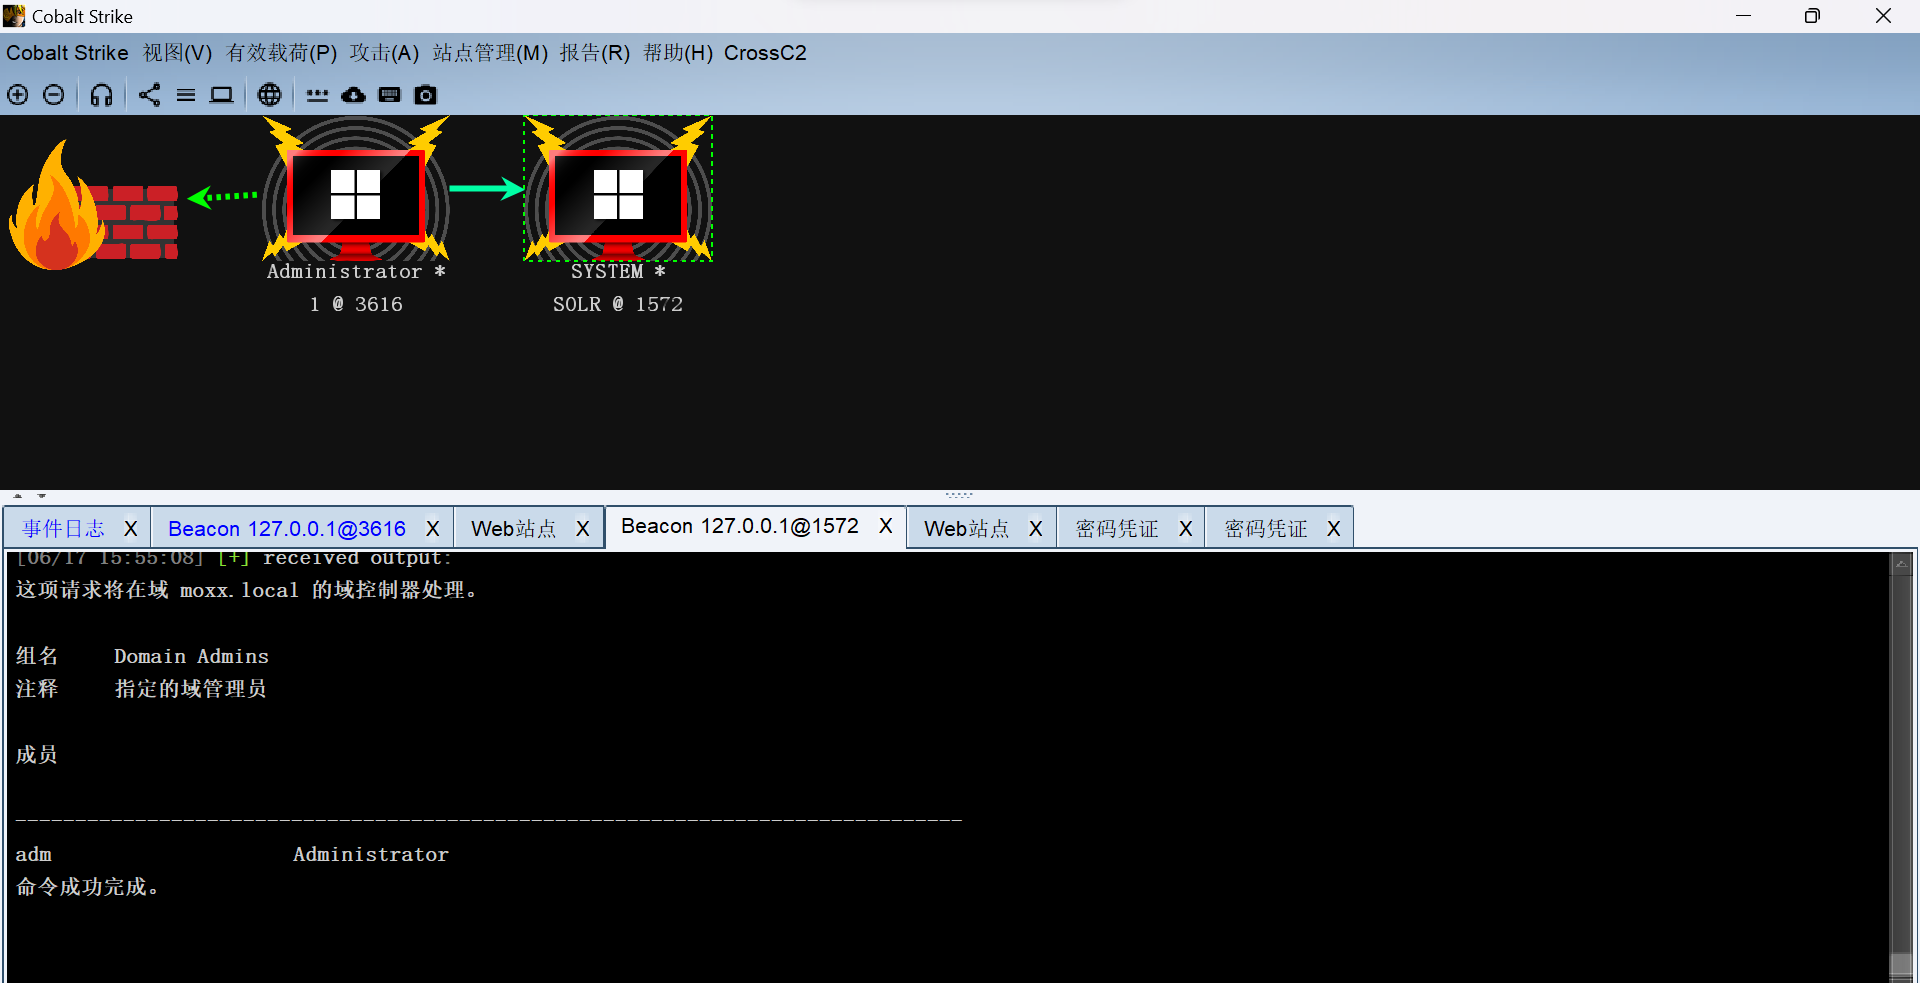 Cobalt Strike
Cobalt Strike 视图(V) 有效载荷(P) 攻击(A) 站点管理(M) 报告(R) 帮助(H) CrossC2
Administrator *
1 @ 3616
SYSTEM *
SOLR @ 1572
事件日志 X Beacon 127.0.0.1@3616 X Web站点 X Beacon 127.0.0.1@1572 X Web站点 X 密码凭证 X 密码凭证 X
[06/17 15:55:08] [+] received output:
这项请求将在域 moxx.local 的域控制器处理。
组名 Domain Admins
注释 指定的域管理员
成员
-------------------------------------------------------------------------------
adm Administrator
命令成功完成。